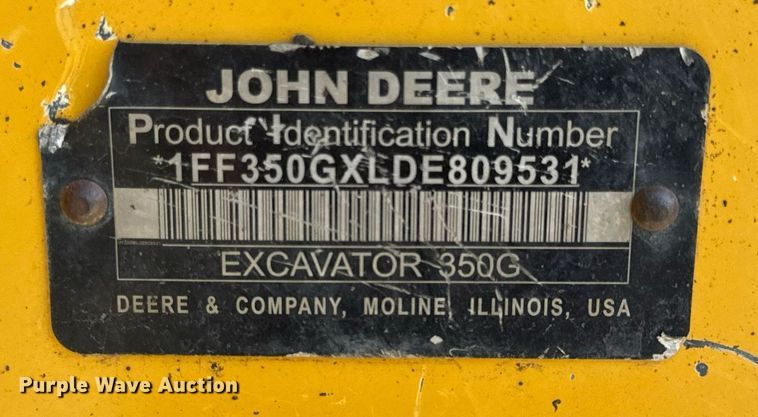 JOHN DEERE
Product Identification Number
*1FF350GXLDE809531*
EXCAVATOR 350G
DEERE & COMPANY, MOLINE, ILLINOIS, USA
Purple Wave Auction